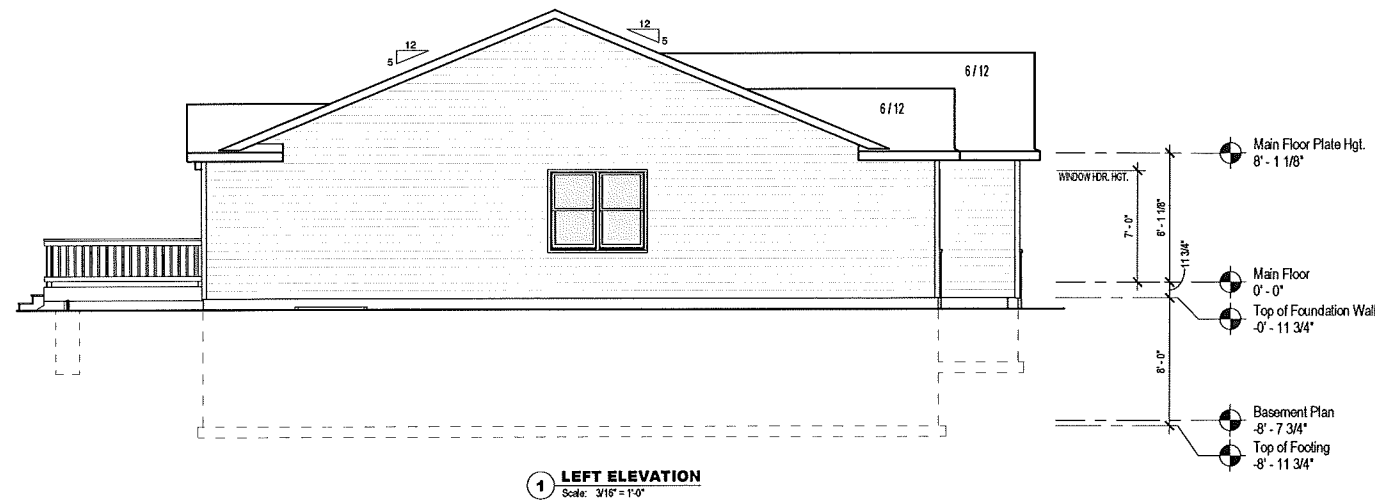 12
5
12
5
6 / 12
6 / 12
Main Floor Plate Hgt.
8' - 1 1/8"
WINDOW HDR. HGT.
7' - 0"
8' - 1 1/8"
11 3/4"
Main Floor
0' - 0"
Top of Foundation Wall
-0' - 11 3/4"
8' - 0"
Basement Plan
-8' - 7 3/4"
Top of Footing
-8' - 11 3/4"
1 LEFT ELEVATION
Scale: 3/16" = 1'-0"